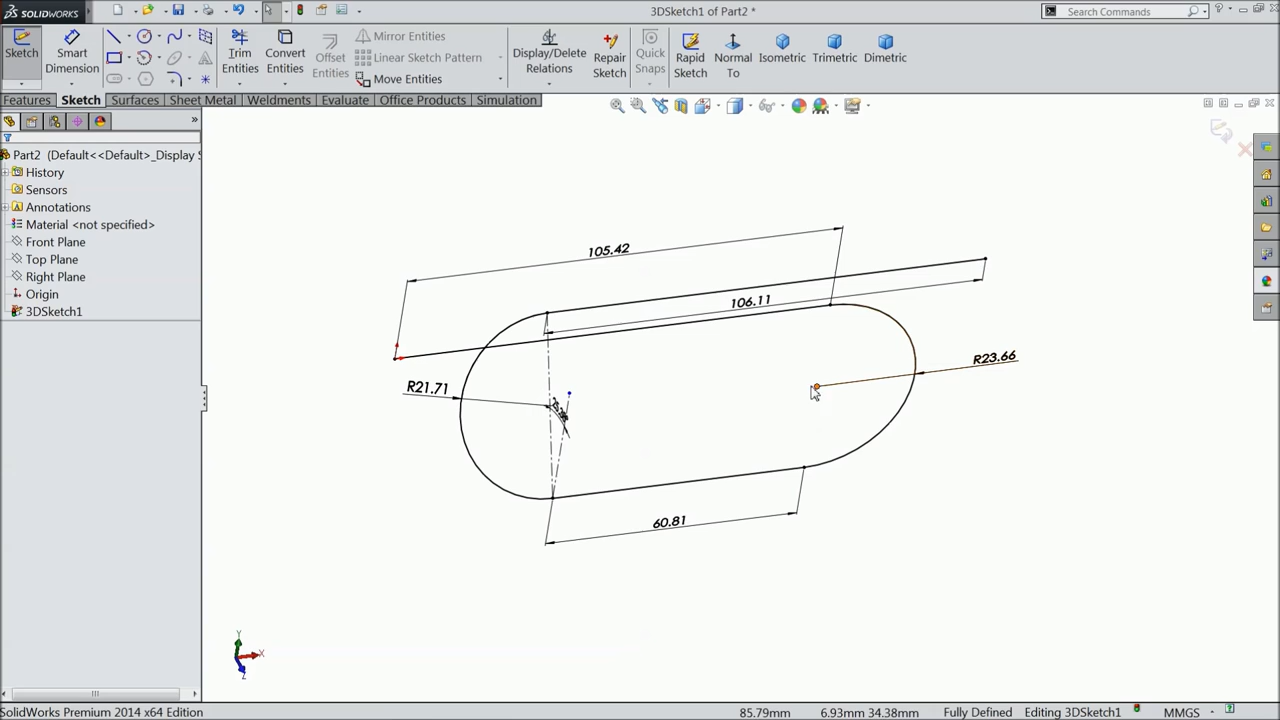 SOLIDWORKS
3DSketch1 of Part2 *
Search Commands
Sketch
Smart
Dimension
Trim
Entities
Convert
Entities
Offset
Entities
Mirror Entities
Linear Sketch Pattern
Move Entities
Display/Delete
Relations
Repair
Sketch
Quick
Snaps
Rapid
Sketch
Normal
To
Isometric
Trimetric
Dimetric
Features
Sketch
Surfaces
Sheet Metal
Weldments
Evaluate
Office Products
Simulation
Part2 (Default<<Default>_Display S
History
Sensors
Annotations
Material <not specified>
Front Plane
Top Plane
Right Plane
Origin
3DSketch1
105.42
106.11
R23.66
R21.71
60.81
Y
X
Z
SolidWorks Premium 2014 x64 Edition
85.79mm
6.93mm 34.38mm
Fully Defined
Editing 3DSketch1
MMGS